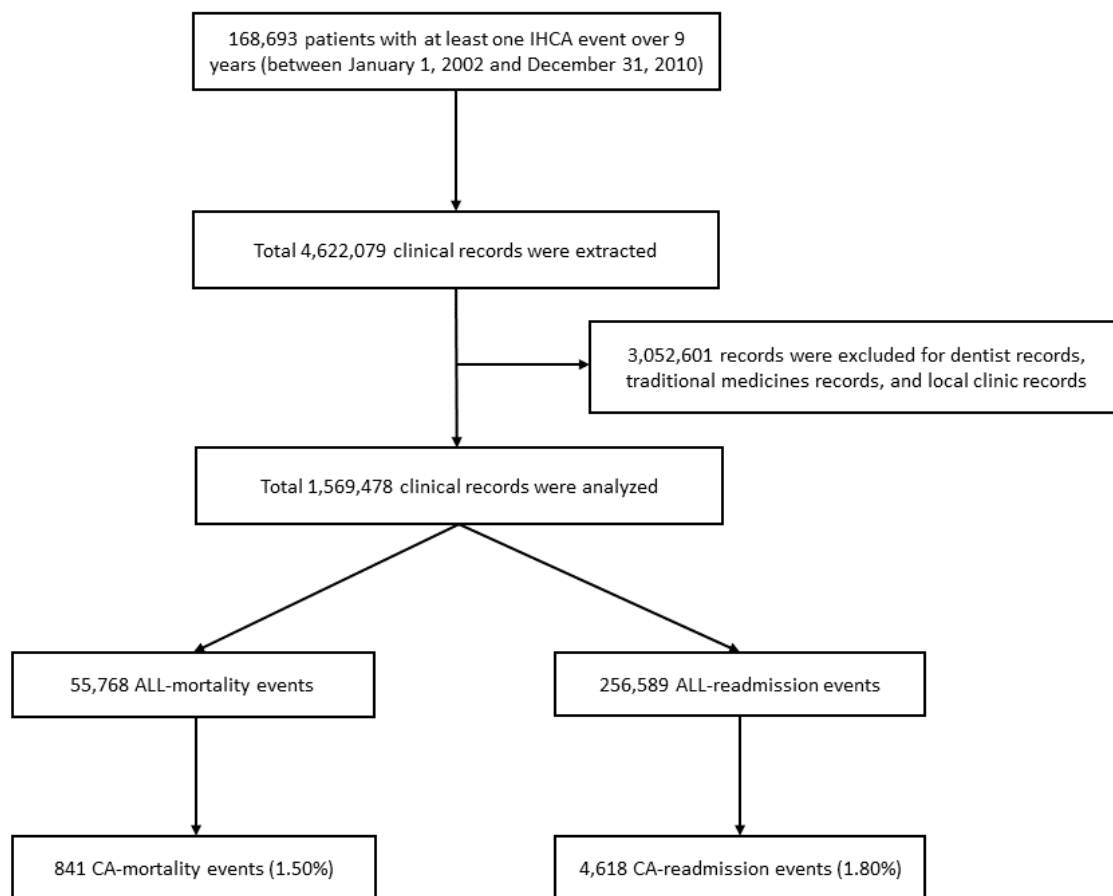 168,693 patients with at least one IHCA event over 9
years (between January 1, 2002 and December 31, 2010)
Total 4,622,079 clinical records were extracted
3,052,601 records were excluded for dentist records,
traditional medicines records, and local clinic records
Total 1,569,478 clinical records were analyzed
55,768 ALL-mortality events
256,589 ALL-readmission events
841 CA-mortality events (1.50%)
4,618 CA-readmission events (1.80%)